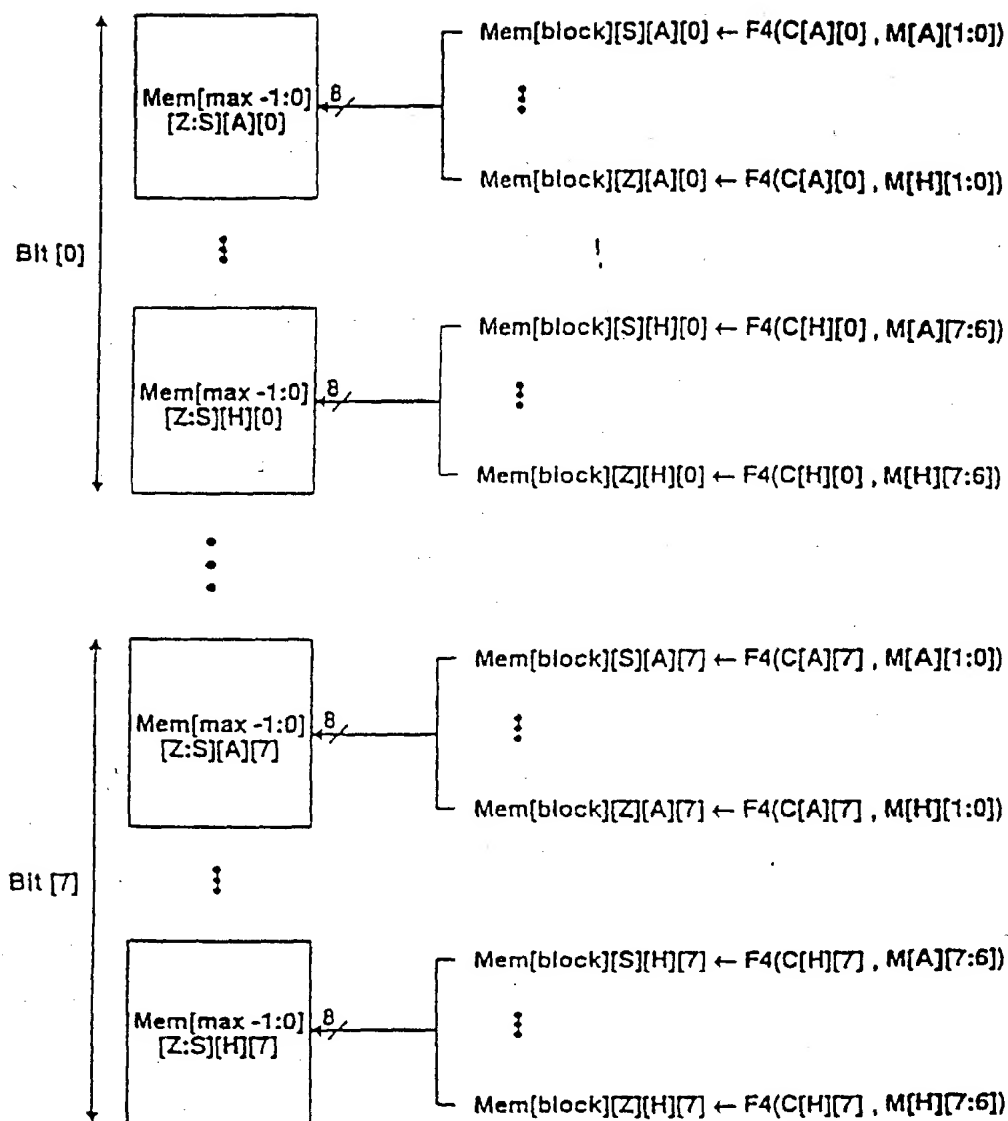 Mem[block][S][A][0] ← F4(C[A][0] , M[A][1:0])
Mem[max -1:0]
[Z:S][A][0]
8
Mem[block][Z][A][0] ← F4(C[A][0] , M[H][1:0])
Bit [0]
Mem[block][S][H][0] ← F4(C[H][0] , M[A][7:6])
Mem[max -1:0]
[Z:S][H][0]
8
Mem[block][Z][H][0] ← F4(C[H][0] , M[H][7:6])
Mem[block][S][A][7] ← F4(C[A][7] , M[A][1:0])
Mem[max -1:0]
[Z:S][A][7]
8
Mem[block][Z][A][7] ← F4(C[A][7] , M[H][1:0])
Bit [7]
Mem[block][S][H][7] ← F4(C[H][7] , M[A][7:6])
Mem[max -1:0]
[Z:S][H][7]
8
Mem[block][Z][H][7] ← F4(C[H][7] , M[H][7:6])